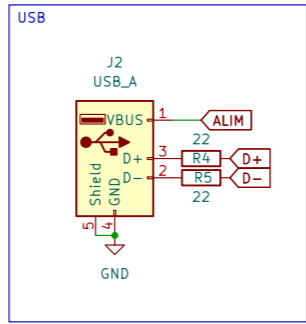 USB
J2
USB_A
VBUS 1 ALIM
22
D+ 3 R4 D+
D- 2 R5 D-
22
Shield
GND
5
4
GND